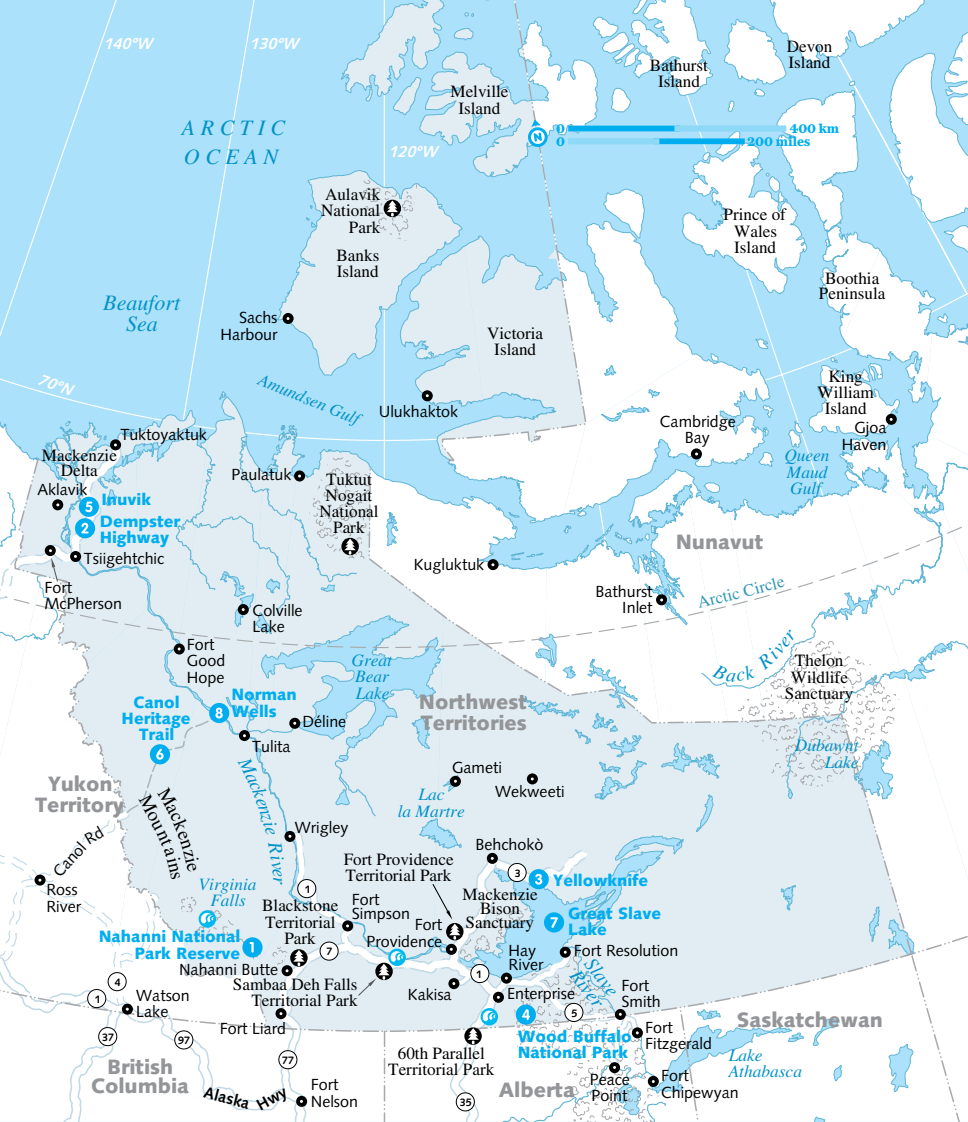 140°W
130°W
120°W
70°N
ARCTIC
OCEAN
Melville
Island
Bathurst
Island
Devon
Island
N
0
400 km
0
200 miles
Aulavik
National
Park
Banks
Island
Prince of
Wales
Island
Boothia
Peninsula
Beaufort
Sea
Sachs
Harbour
Victoria
Island
Amundsen Gulf
Ulukhaktok
King
William
Island
Gjoa
Haven
Cambridge
Bay
Queen
Maud
Gulf
Tuktoyaktuk
Mackenzie
Delta
Aklavik
5 Inuvik
2 Dempster
Highway
Tsiigehtchic
Fort
McPherson
Paulatuk
Tuktut
Nogait
National
Park
Kugluktuk
Nunavut
Bathurst
Inlet
Arctic Circle
Colville
Lake
Back River
Thelon
Wildlife
Sanctuary
Dubawnt
Lake
Fort
Good
Hope
Great
Bear
Lake
Canol
Heritage
Trail
6
8 Norman
Wells
Déline
Tulita
Northwest
Territories
Yukon
Territory
Mackenzie
Mountains
Mackenzie River
Gameti
Wekweeti
Lac
la Martre
Canol Rd
Ross
River
Wrigley
Behchokò
3
3 Yellowknife
Fort Providence
Territorial Park
Mackenzie
Bison
Sanctuary
7 Great Slave
Lake
Virginia
Falls
1
Blackstone
Territorial
Park
Fort
Simpson
Fort
Providence
Nahanni National
Park Reserve
1
7
Nahanni Butte
Sambaa Deh Falls
Territorial Park
Hay
River
Fort Resolution
Slave
River
1
Kakisa
Enterprise
4
5
Fort
Smith
4
1
Watson
Lake
Fort Liard
Wood Buffalo
National Park
Fort
Fitzgerald
Saskatchewan
60th Parallel
Territorial Park
37
97
77
British
Columbia
Alaska Hwy
Fort
Nelson
35
Alberta
Peace
Point
Fort
Chipewyan
Lake
Athabasca